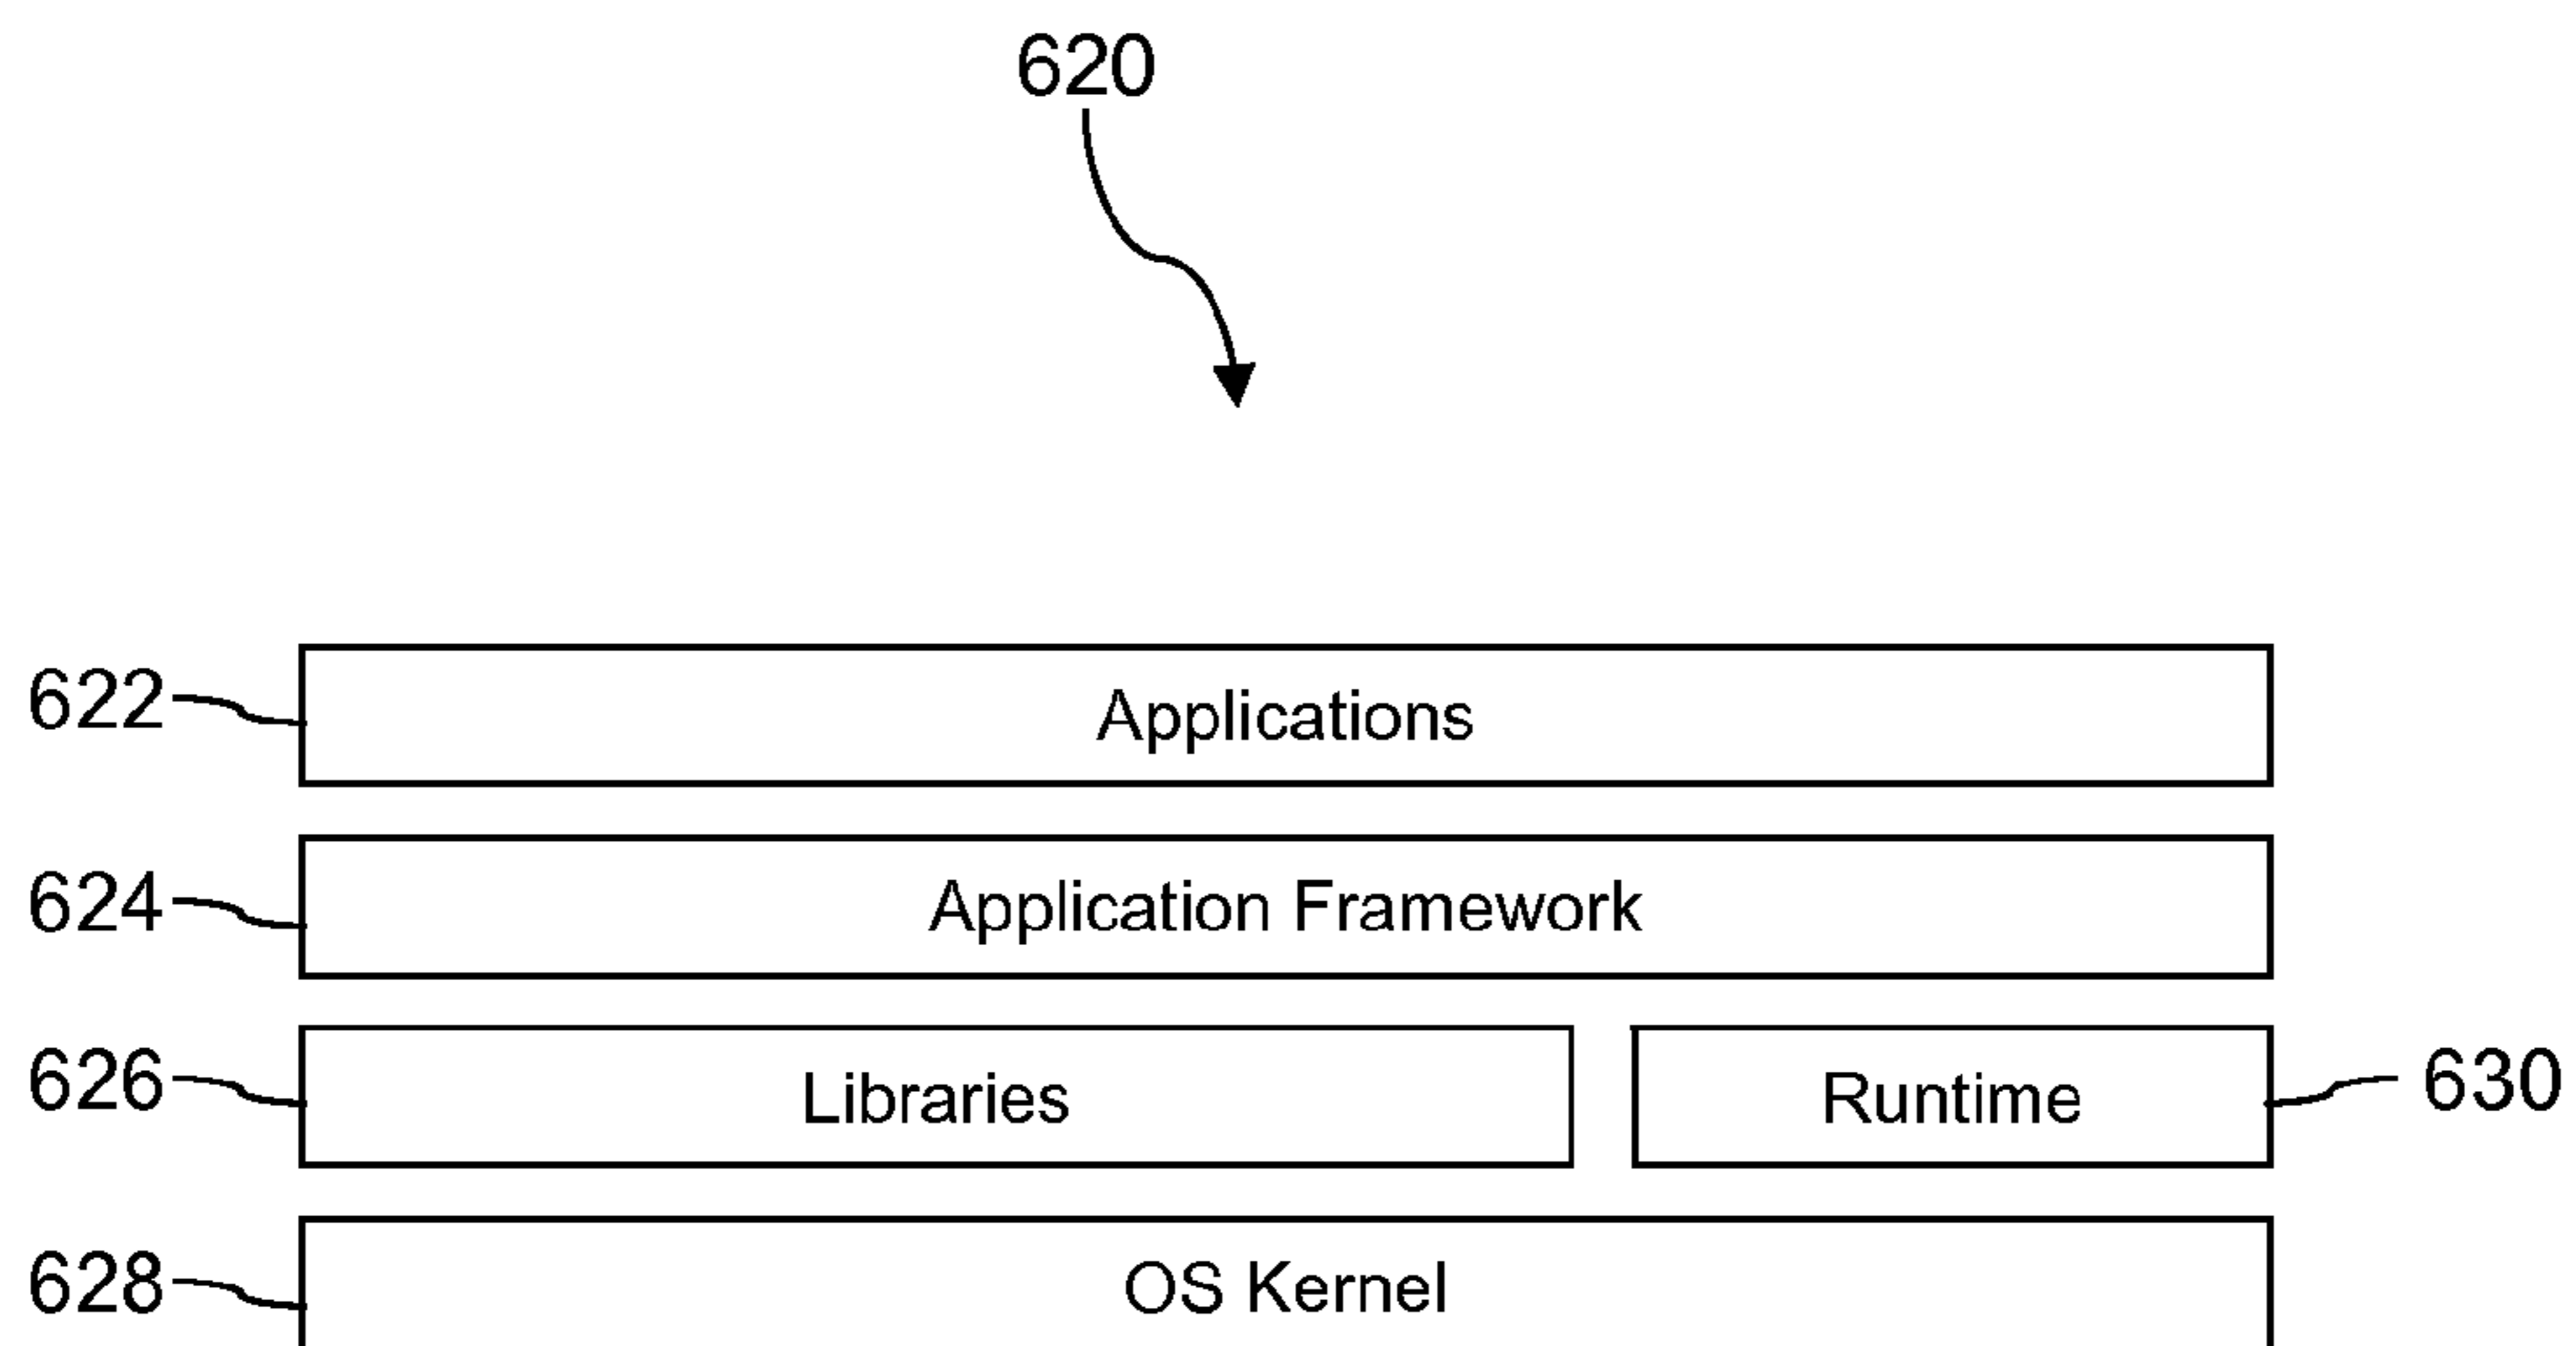 620
622 Applications
624 Application Framework
626 Libraries Runtime 630
628 OS Kernel